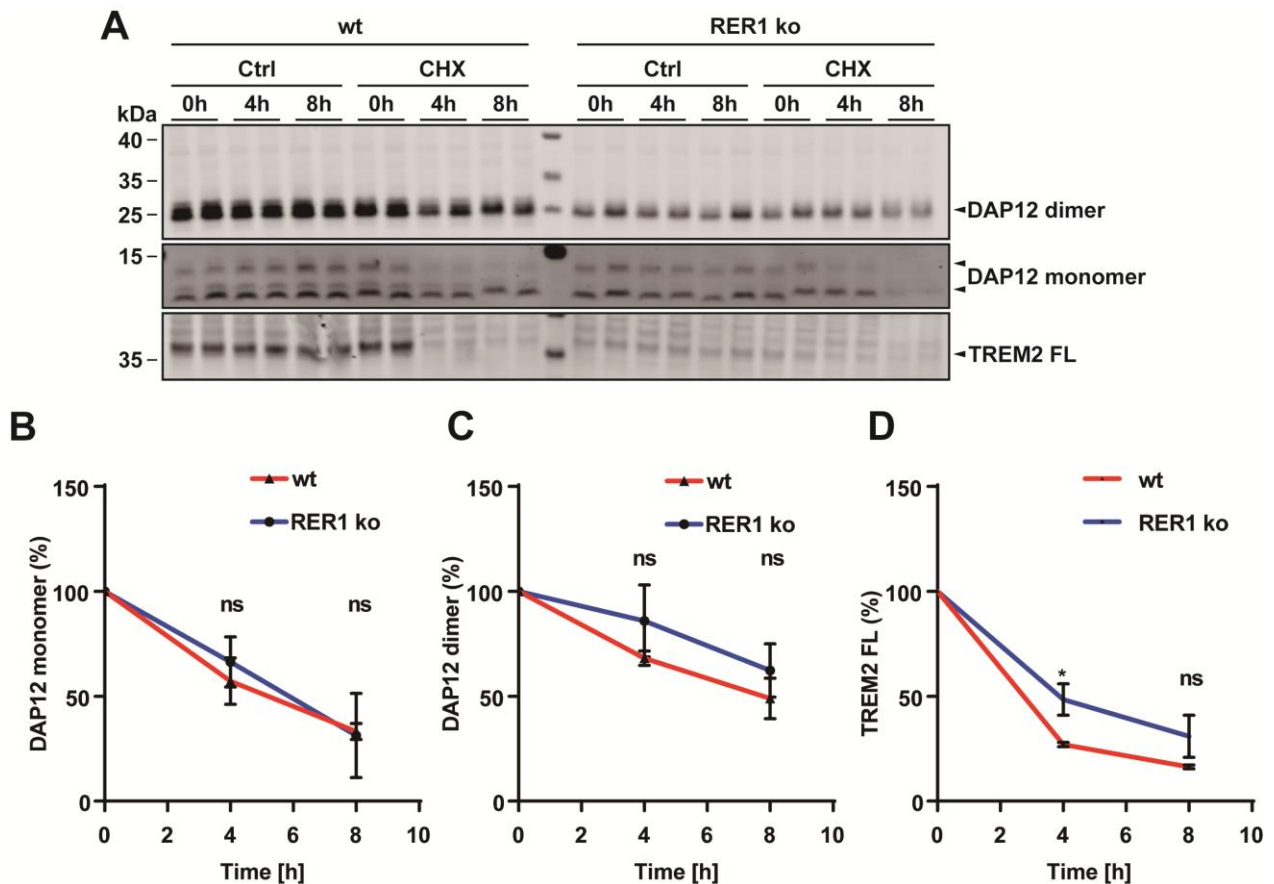 A
wt RER1 ko
Ctrl CHX Ctrl CHX
kDa 0h 4h 8h 0h 4h 8h 0h 4h 8h 0h 4h 8h
40
35
25 DAP12 dimer
15
DAP12 monomer
35 TREM2 FL
B C D
wt wt wt
RER1 ko RER1 ko RER1 ko
DAP12 monomer (%)
150
100
50
0
ns ns
0 2 4 6 8 10
Time [h]
DAP12 dimer (%)
150
100
50
0
ns ns
0 2 4 6 8 10
Time [h]
TREM2 FL (%)
150
100
50
0
* ns
0 2 4 6 8 10
Time [h]